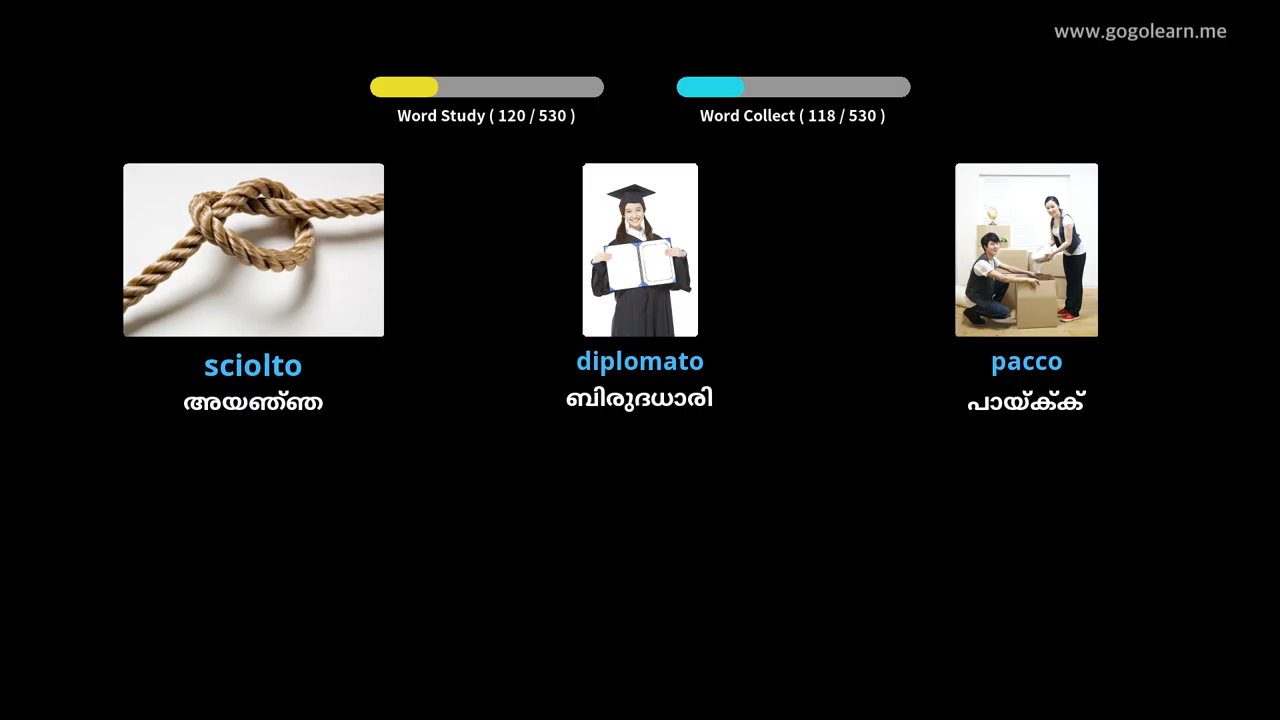 www.gogolearn.me
Word Study ( 120 / 530 )
Word Collect ( 118 / 530 )
sciolto
diplomato
pacco
അയഞ്ഞ
ബിരുദധാരി
പായ്ക്ക്